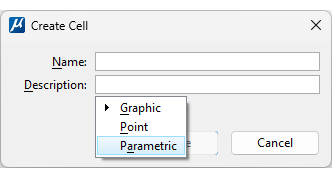 Create Cell
Name:
Description:
Graphic
Point
Parametric
Cancel